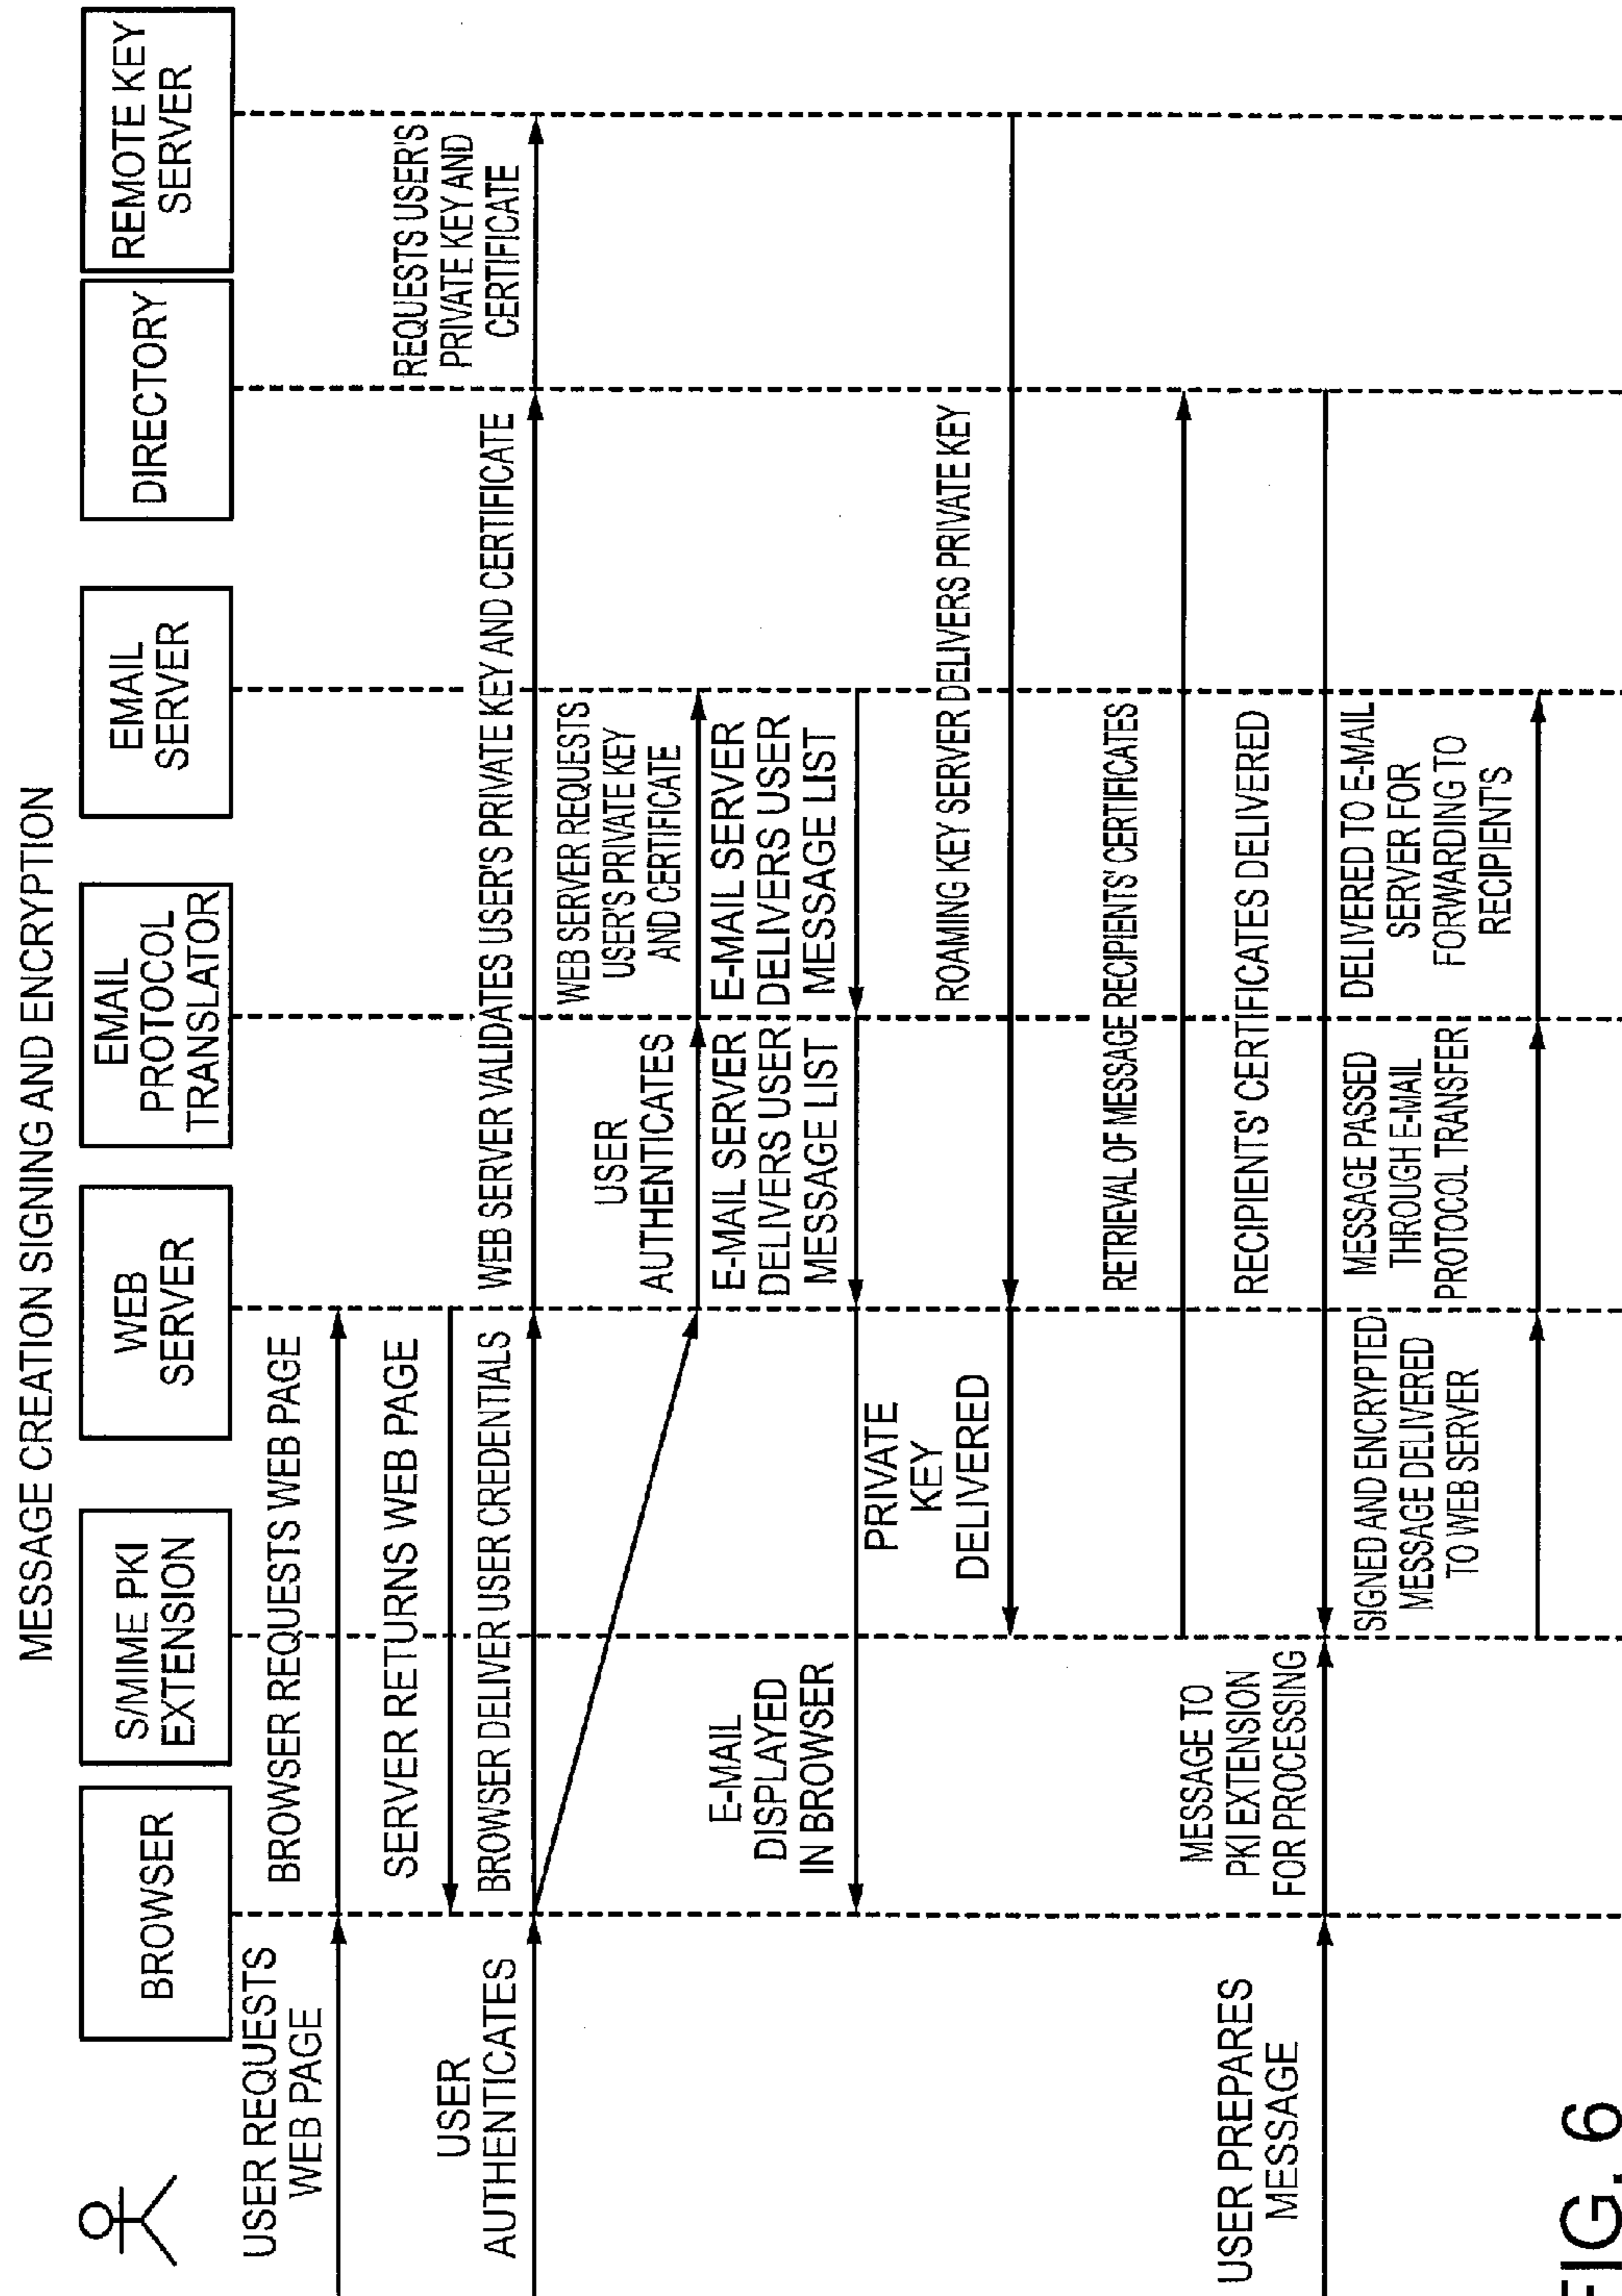 MESSAGE CREATION SIGNING AND ENCRYPTION
BROWSER
S/MIME PKI
EXTENSION
WEB
SERVER
EMAIL
PROTOCOL
TRANSLATOR
EMAIL
SERVER
DIRECTORY
REMOTE KEY
SERVER
USER REQUESTS
WEB PAGE
BROWSER REQUESTS WEB PAGE
SERVER RETURNS WEB PAGE
USER
AUTHENTICATES
BROWSER DELIVER USER CREDENTIALS
WEB SERVER VALIDATES USER'S PRIVATE KEY AND CERTIFICATE
REQUESTS USER'S
PRIVATE KEY AND
CERTIFICATE
USER
AUTHENTICATES
WEB SERVER REQUESTS
USER'S PRIVATE KEY
AND CERTIFICATE
E-MAIL
DISPLAYED
IN BROWSER
E-MAIL SERVER
DELIVERS USER
MESSAGE LIST
E-MAIL SERVER
DELIVERS USER
MESSAGE LIST
PRIVATE
KEY
DELIVERED
ROAMING KEY SERVER DELIVERS PRIVATE KEY
RETRIEVAL OF MESSAGE RECIPIENTS' CERTIFICATES
USER PREPARES
MESSAGE
MESSAGE TO
PKI EXTENSION
FOR PROCESSING
RECIPIENTS' CERTIFICATES DELIVERED
SIGNED AND ENCRYPTED
MESSAGE DELIVERED
TO WEB SERVER
MESSAGE PASSED
THROUGH E-MAIL
PROTOCOL TRANSFER
DELIVERED TO E-MAIL
SERVER FOR
FORWARDING TO
RECIPIENTS
FIG. 6